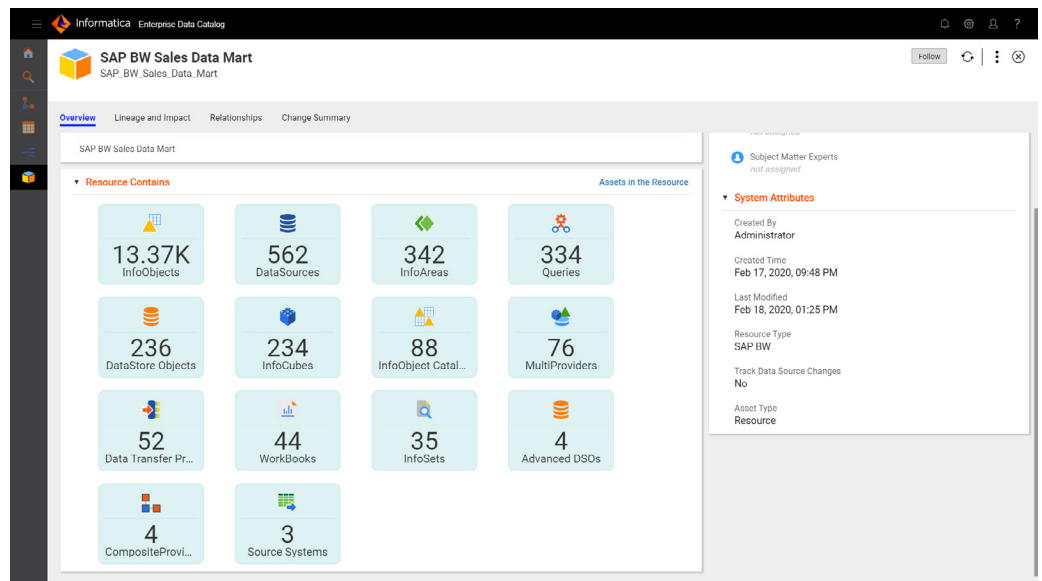 Informatica Enterprise Data Catalog
?
SAP BW Sales Data Mart
SAP_BW_Sales_Data_Mart
Follow
Overview Lineage and Impact Relationships Change Summary
SAP BW Sales Data Mart
Resource Contains Assets in the Resource
13.37K 562 342 334
InfoObjects DataSources InfoAreas Queries
236 234 88 76
DataStore Objects InfoCubes InfoObject Catal... MultiProviders
52 44 35 4
Data Transfer Pr... WorkBooks InfoSets Advanced DSOs
4 3
CompositeProvi... Source Systems
not assigned
Subject Matter Experts
not assigned
System Attributes
Created By
Administrator
Created Time
Feb 17, 2020, 09:48 PM
Last Modified
Feb 18, 2020, 01:25 PM
Resource Type
SAP BW
Track Data Source Changes
No
Asset Type
Resource